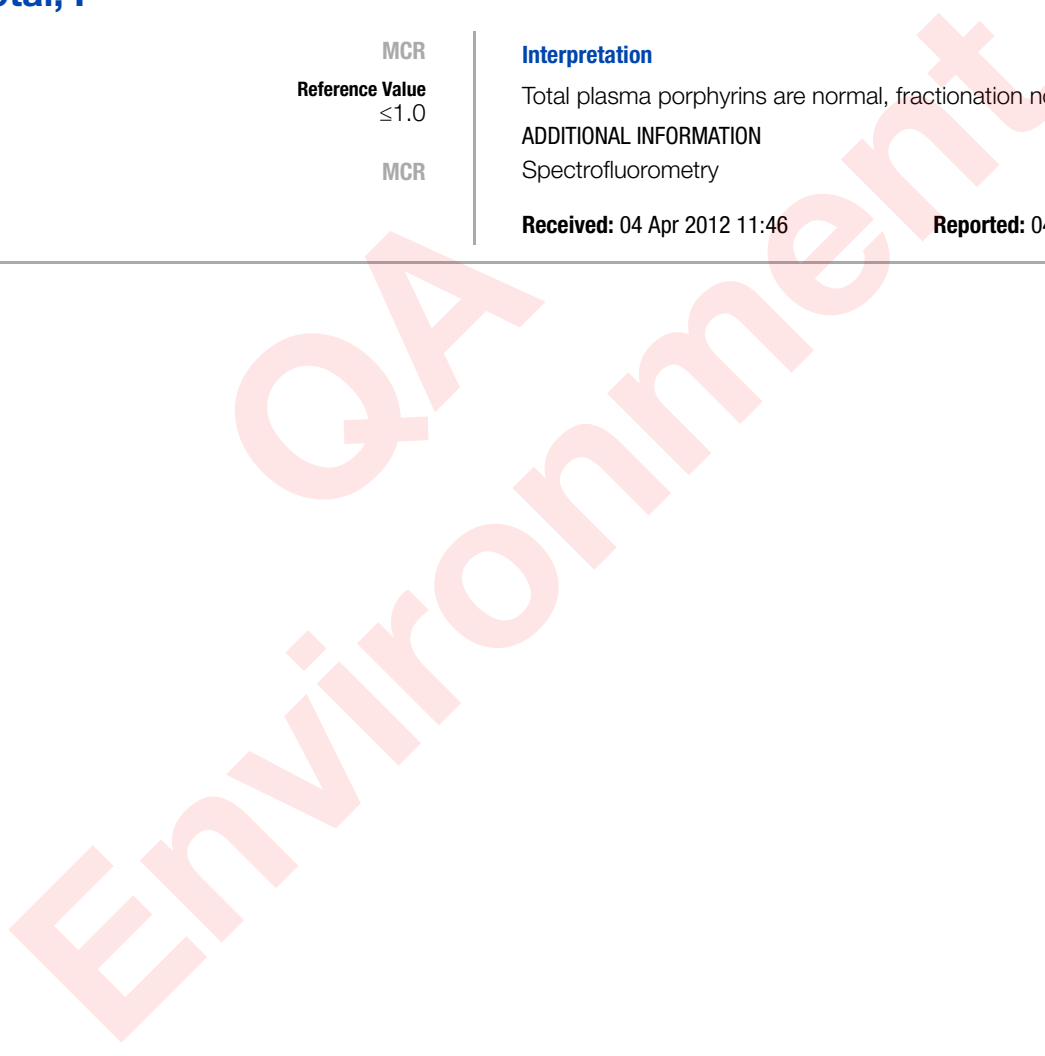 MCR
Reference Value
≤1.0
MCR
Interpretation
Total plasma porphyrins are normal, fractionation
ADDITIONAL INFORMATION
Spectrofluorometry
Received: 04 Apr 2012 11:46 Reported:
QA
Environment